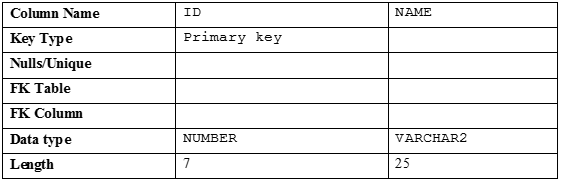 Column Name ID NAME
Key Type Primary key
Nulls/Unique
FK Table
FK Column
Data type NUMBER VARCHAR2
Length 7 25